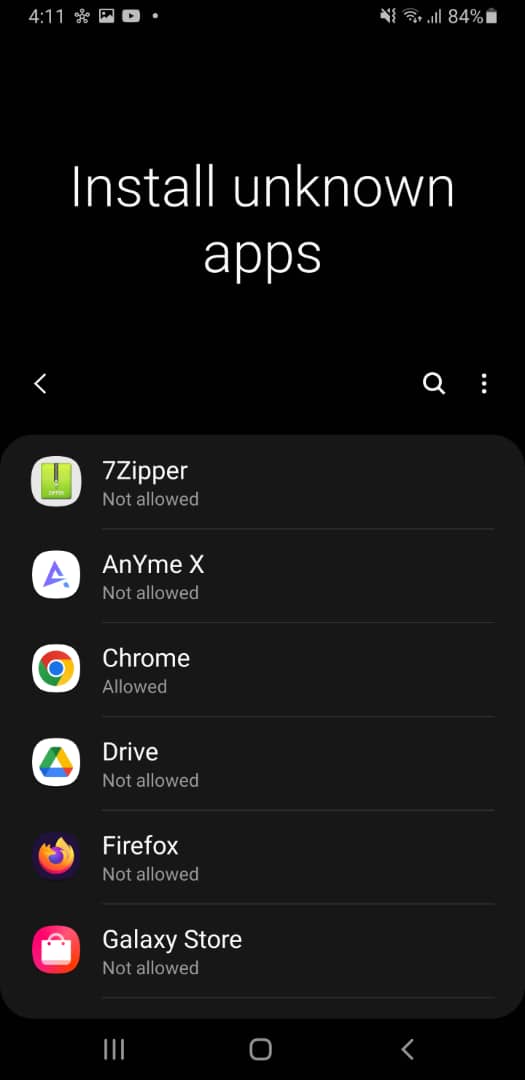 4:11
84%
Install unknown
apps
7Zipper
Not allowed
AnYme X
Not allowed
Chrome
Allowed
Drive
Not allowed
Firefox
Not allowed
Galaxy Store
Not allowed